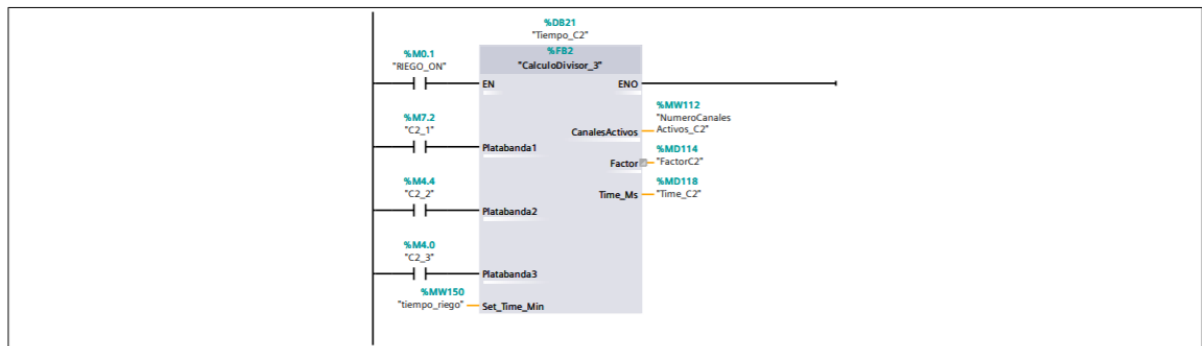 %DB21
"Tiempo_C2"
%FB2
"CalculoDivisor_3"
%M0.1
"RIEGO_ON"
EN
ENO
%M7.2
"C2_1"
Platabanda1
%MW112
"NumeroCanales
Activos_C2"
CanalesActivos
%MD114
"FactorC2"
Factor
%MD118
"Time_C2"
Time_Ms
%M4.4
"C2_2"
Platabanda2
%M4.0
"C2_3"
Platabanda3
%MW150
"tiempo_riego"
Set_Time_Min